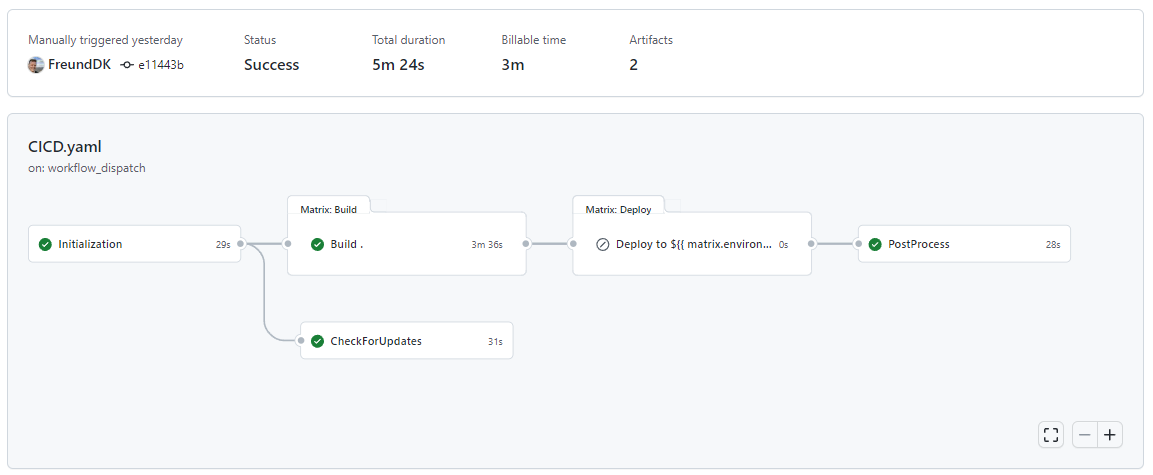 Manually triggered yesterday
FreundDK e11443b
Status
Success
Total duration
5m 24s
Billable time
3m
Artifacts
2
CICD.yaml
on: workflow_dispatch
Initialization 29s
Matrix: Build
Build . 3m 36s
Matrix: Deploy
Deploy to ${{ matrix.environ... 0s
PostProcess 28s
CheckForUpdates 31s